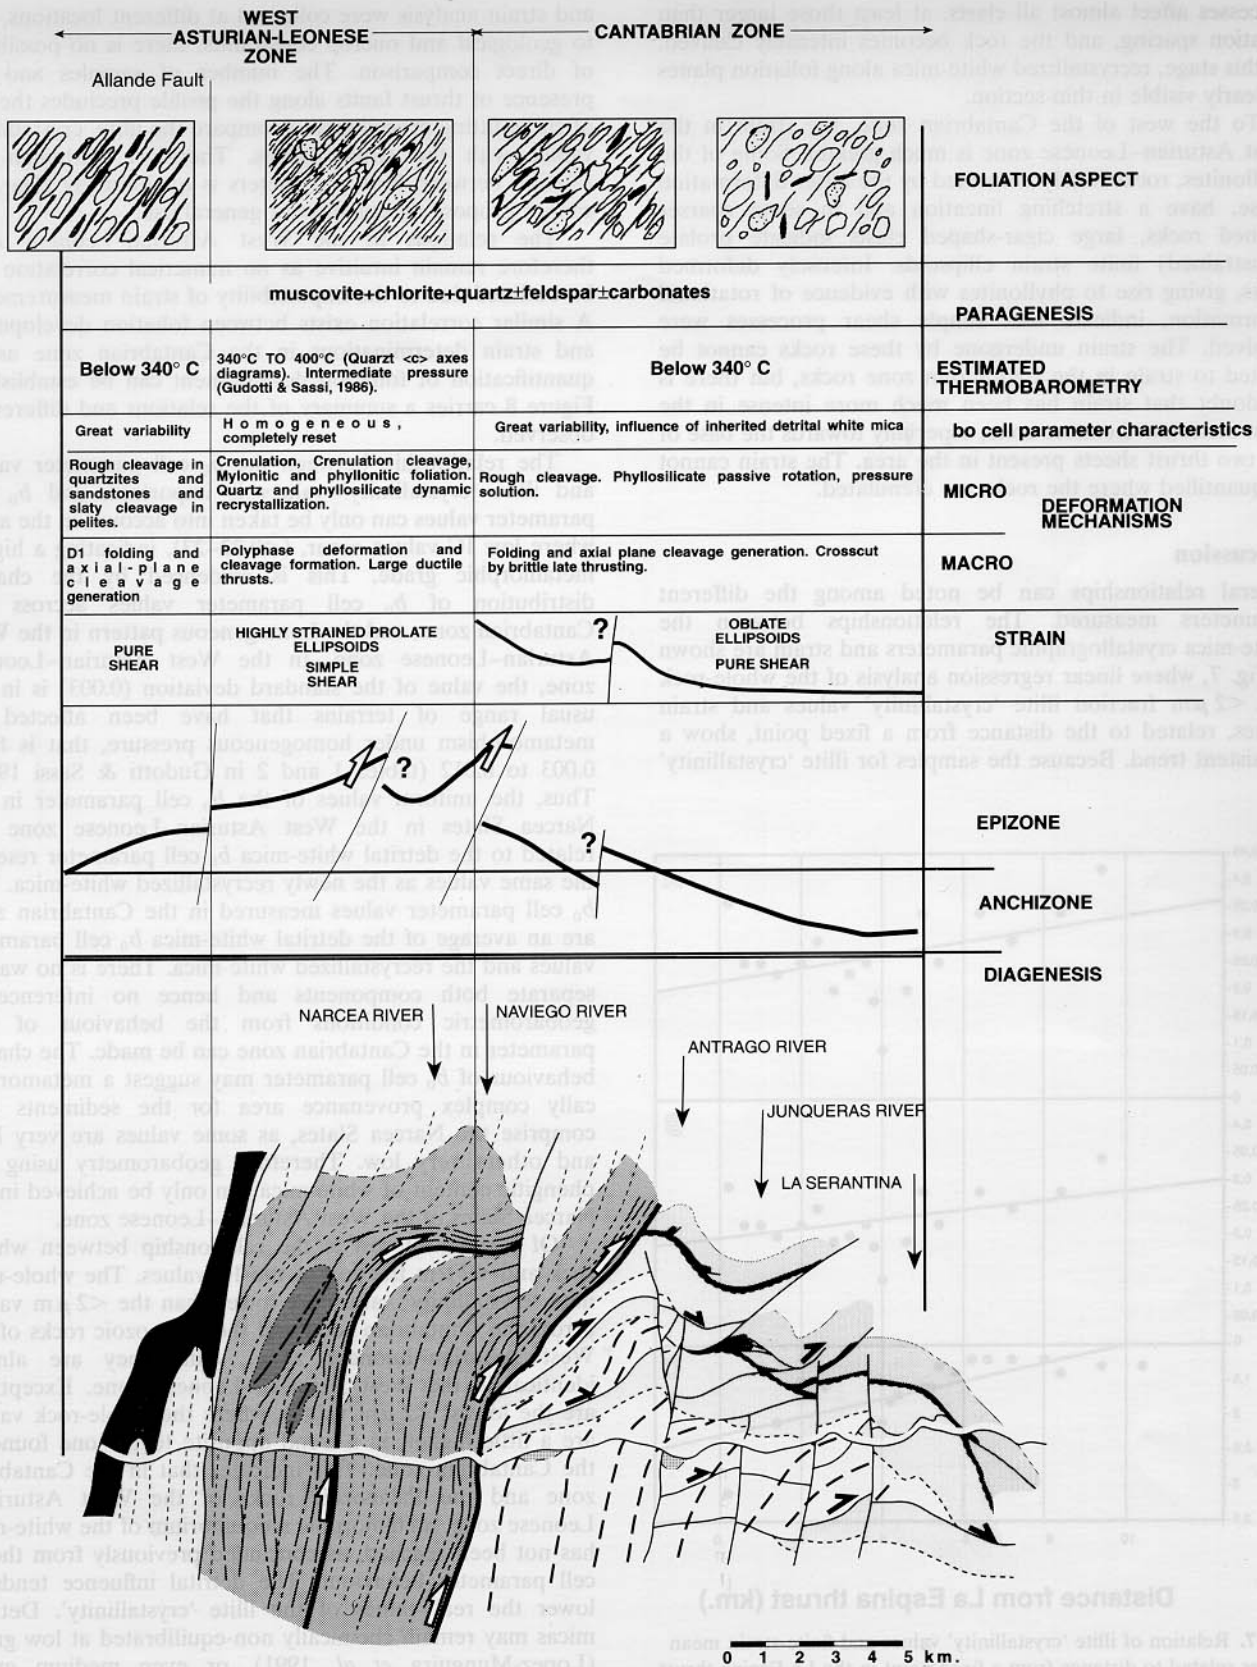 WEST
ASTURIAN-LEONESE
ZONE
CANTABRIAN ZONE
Allande Fault
FOLIATION ASPECT
muscovite+chlorite+quartz±feldspar±carbonates
PARAGENESIS
Below 340° C
340°C TO 400°C (Quarzt <c> axes
diagrams). Intermediate pressure
(Gudotti & Sassi, 1986).
Below 340° C
ESTIMATED
THERMOBAROMETRY
Great variability
Homogeneous,
completely reset
Great variability, influence of inherited detrital white mica
bo cell parameter characteristics
Rough cleavage in
quartzites and
sandstones and
slaty cleavage in
pelites.
Crenulation, Crenulation cleavage,
Mylonitic and phyllonitic foliation.
Quartz and phyllosilicate dynamic
recrystallization.
Rough cleavage. Phyllosilicate passive rotation, pressure
solution.
MICRO
DEFORMATION
MECHANISMS
D1 folding and
axial-plane
cleavage
generation
Polyphase deformation and
cleavage formation. Large ductile
thrusts.
Folding and axial plane cleavage generation. Crosscut
by brittle late thrusting.
MACRO
PURE
SHEAR
HIGHLY STRAINED PROLATE
ELLIPSOIDS
SIMPLE
SHEAR
?
OBLATE
ELLIPSOIDS
PURE SHEAR
STRAIN
?
?
EPIZONE
ANCHIZONE
DIAGENESIS
NARCEA RIVER
NAVIEGO RIVER
ANTRAGO RIVER
JUNQUERAS RIVER
LA SERANTINA
0 1 2 3 4 5 km.